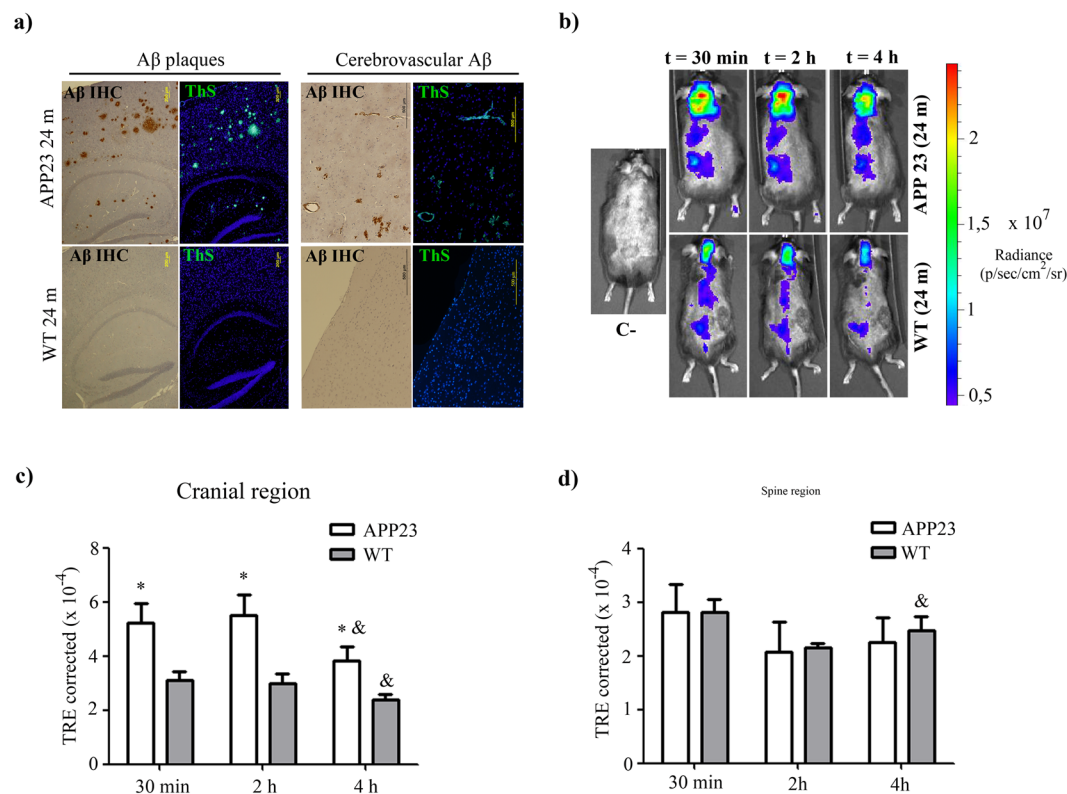 a)
Aβ plaques
Cerebrovascular Aβ
APP23 24 m
Aβ IHC
ThS
Aβ IHC
ThS
WT 24 m
Aβ IHC
ThS
Aβ IHC
ThS
b)
t = 30 min
t = 2 h
t = 4 h
C-
APP 23 (24 m)
WT (24 m)
2
1,5
0,5
x 10⁷
Radiance
(p/sec/cm²/sr)
c)
Cranial region
APP23
WT
TRE corrected (x 10⁻⁴)
8
6
4
2
0
*
*
* &
&
30 min
2 h
4 h
d)
Spine region
APP23
WT
TRE corrected (x 10⁻⁴)
4
3
2
1
0
&
30 min
2h
4h